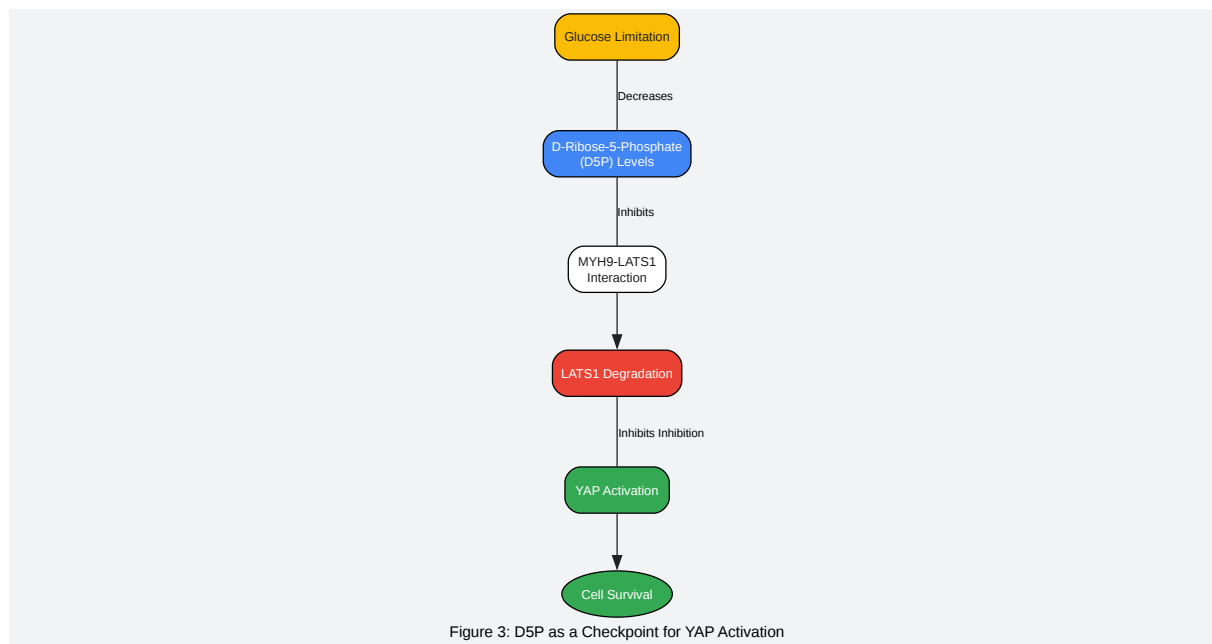 Glucose Limitation
Decreases
D-Ribose-5-Phosphate
(D5P) Levels
Inhibits
MYH9-LATS1
Interaction
LATS1 Degradation
Inhibits Inhibition
YAP Activation
Cell Survival
Figure 3: D5P as a Checkpoint for YAP Activation